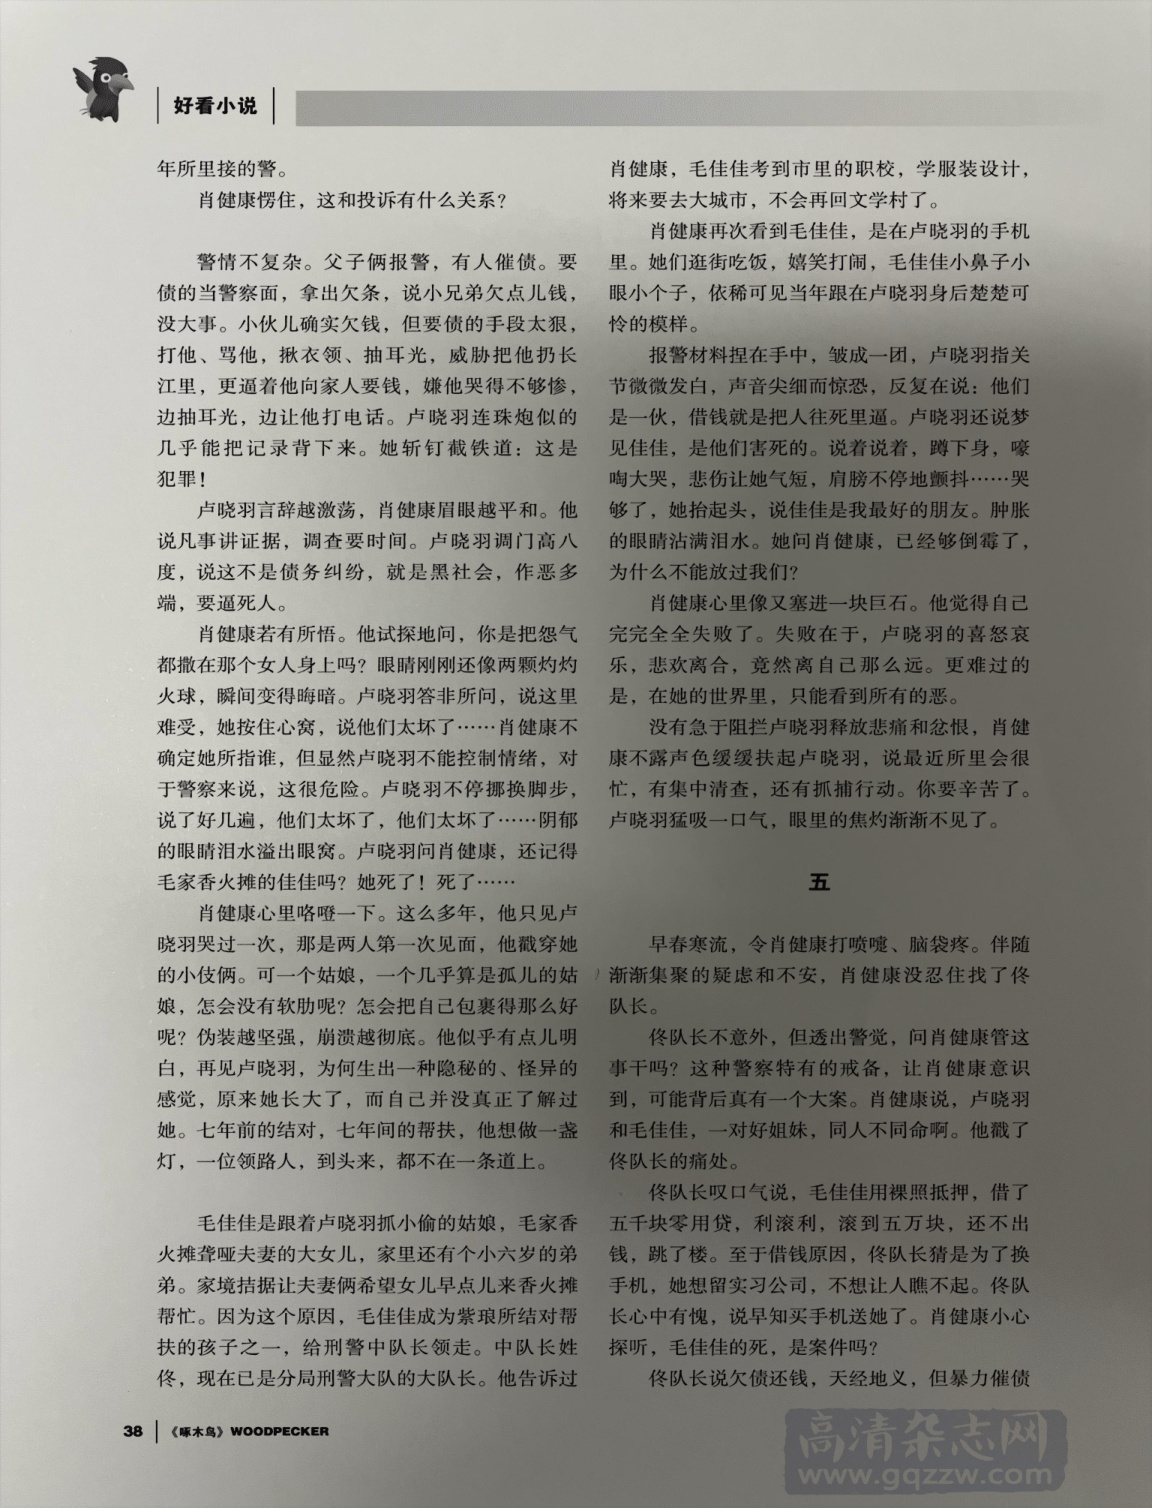 好看小说
年所里接的警。
肖健康愣住，这和投诉有什么关系？
警情不复杂。父子俩报警，有人催债。要
债的当警察面，拿出欠条，说小兄弟欠点儿钱，
没大事。小伙儿确实欠钱，但要债的手段太狠，
打他、骂他，揪衣领、抽耳光，威胁把他扔长
江里，更逼着他向家人要钱，嫌他哭得不够惨，
边抽耳光，边让他打电话。卢晓羽连珠炮似的
几乎能把记录背下来。她斩钉截铁道：这是
犯罪！
卢晓羽言辞越激荡，肖健康眉眼越平和。他
说凡事讲证据，调查要时间。卢晓羽调门高八
度，说这不是债务纠纷，就是黑社会，作恶多
端，要逼死人。
肖健康若有所悟。他试探地问，你是把怨气
都撒在那个女人身上吗？眼睛刚刚还像两颗灼灼
火球，瞬间变得晦暗。卢晓羽答非所问，说这里
难受，她按住心窝，说他们太坏了……肖健康不
确定她所指谁，但显然卢晓羽不能控制情绪，对
于警察来说，这很危险。卢晓羽不停挪换脚步，
说了好几遍，他们太坏了，他们太坏了……阴郁
的眼睛泪水溢出眼窝。卢晓羽问肖健康，还记得
毛家香火摊的佳佳吗？她死了！死了……
肖健康心里咯噔一下。这么多年，他只见卢
晓羽哭过一次，那是两人第一次见面，他戳穿她
的小伎俩。可一个姑娘，一个几乎算是孤儿的姑
娘，怎会没有软肋呢？怎会把自己包裹得那么好
呢？伪装越坚强，崩溃越彻底。他似乎有点儿明
白，再见卢晓羽，为何生出一种隐秘的、怪异的
感觉，原来她长大了，而自己并没真正了解过
她。七年前的结对，七年间的帮扶，他想做一盏
灯，一位领路人，到头来，都不在一条道上。
毛佳佳是跟着卢晓羽抓小偷的姑娘，毛家香
火摊聋哑夫妻的大女儿，家里还有个小六岁的弟
弟。家境拮据让夫妻俩希望女儿早点儿来香火摊
帮忙。因为这个原因，毛佳佳成为紫琅所结对帮
扶的孩子之一，给刑警中队长领走。中队长姓
佟，现在已是分局刑警大队的大队长。他告诉过
肖健康，毛佳佳考到市里的职校，学服装设计，
将来要去大城市，不会再回文学村了。
肖健康再次看到毛佳佳，是在卢晓羽的手机
里。她们逛街吃饭，嬉笑打闹，毛佳佳小鼻子小
眼小个子，依稀可见当年跟在卢晓羽身后楚楚可
怜的模样。
报警材料捏在手中，皱成一团，卢晓羽指关
节微微发白，声音尖细而惊恐，反复在说：他们
是一伙，借钱就是把人往死里逼。卢晓羽还说梦
见佳佳，是他们害死的。说着说着，蹲下身，嚎
啕大哭，悲伤让她气短，肩膀不停地颤抖……哭
够了，她抬起头，说佳佳是我最好的朋友。肿胀
的眼睛沾满泪水。她问肖健康，已经够倒霉了，
为什么不能放过我们？
肖健康心里像又塞进一块巨石。他觉得自己
完完全全失败了。失败在于，卢晓羽的喜怒哀
乐，悲欢离合，竟然离自己那么远。更难过的
是，在她的世界里，只能看到所有的恶。
没有急于阻拦卢晓羽释放悲痛和忿恨，肖健
康不露声色缓缓扶起卢晓羽，说最近所里会很
忙，有集中清查，还有抓捕行动。你要辛苦了。
卢晓羽猛吸一口气，眼里的焦灼渐渐不见了。
五
早春寒流，令肖健康打喷嚏、脑袋疼。伴随
渐渐集聚的疑虑和不安，肖健康没忍住找了佟
队长。
佟队长不意外，但透出警觉，问肖健康管这
事干吗？这种警察特有的戒备，让肖健康意识
到，可能背后真有一个大案。肖健康说，卢晓羽
和毛佳佳，一对好姐妹，同人不同命啊。他戳了
佟队长的痛处。
佟队长叹口气说，毛佳佳用裸照抵押，借了
五千块零用贷，利滚利，滚到五万块，还不出
钱，跳了楼。至于借钱原因，佟队长猜是为了换
手机，她想留实习公司，不想让人瞧不起。佟队
长心中有愧，说早知买手机送她了。肖健康小心
探听，毛佳佳的死，是案件吗？
佟队长说欠债还钱，天经地义，但暴力催债
38 《啄木鸟》WOODPECKER
高清杂志网
www.gqzzw.com